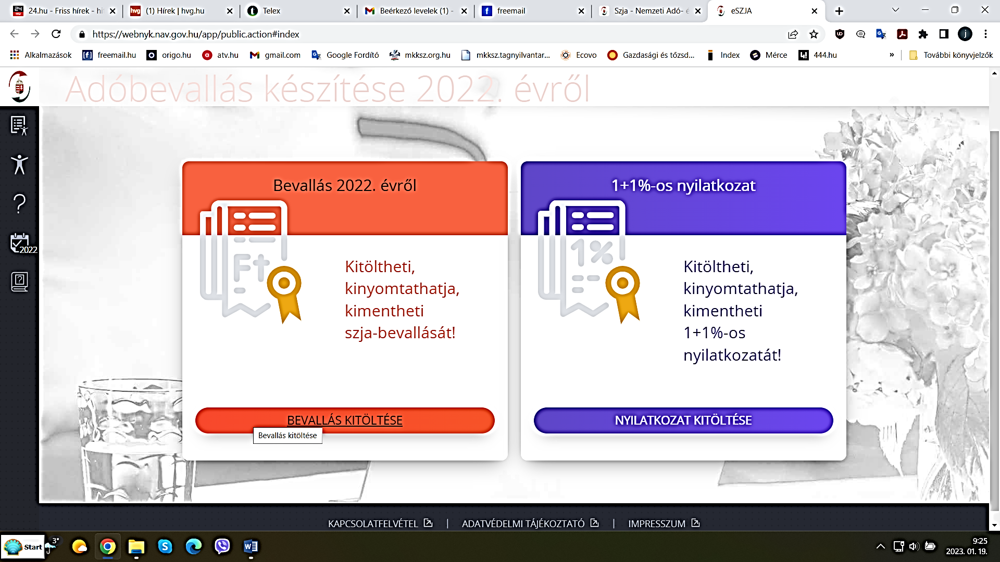 24.hu - Friss hírek - hi
(1) Hírek | hvg.hu
Telex
Beérkező levelek (1) -
freemail
Szja - Nemzeti Adó- é
eSZJA
https://webnyk.nav.gov.hu/app/public.action#index
j
Alkalmazások
freemail.hu
origo.hu
atv.hu
gmail.com
Google Fordító
mkksz.org.hu
mkksz.tagnyilvantar...
Ecovo
Gazdasági és tőzsd...
Index
Mérce
444.hu
»
További könyvjelzők
Adóbevallás készítése 2022. évről
2022
Bevallás 2022. évről
Ft
Kitöltheti,
kinyomtathatja,
kimentheti
szja-bevallását!
BEVALLÁS KITÖLTÉSE
Bevallás kitöltése
1+1%-os nyilatkozat
1%
Kitöltheti,
kinyomtathatja,
kimentheti
1+1%-os
nyilatkozatát!
NYILATKOZAT KITÖLTÉSE
KAPCSOLATFELVÉTEL | ADATVÉDELMI TÁJÉKOZTATÓ | IMPRESSZUM
Start
3°
9:25
2023. 01. 19.